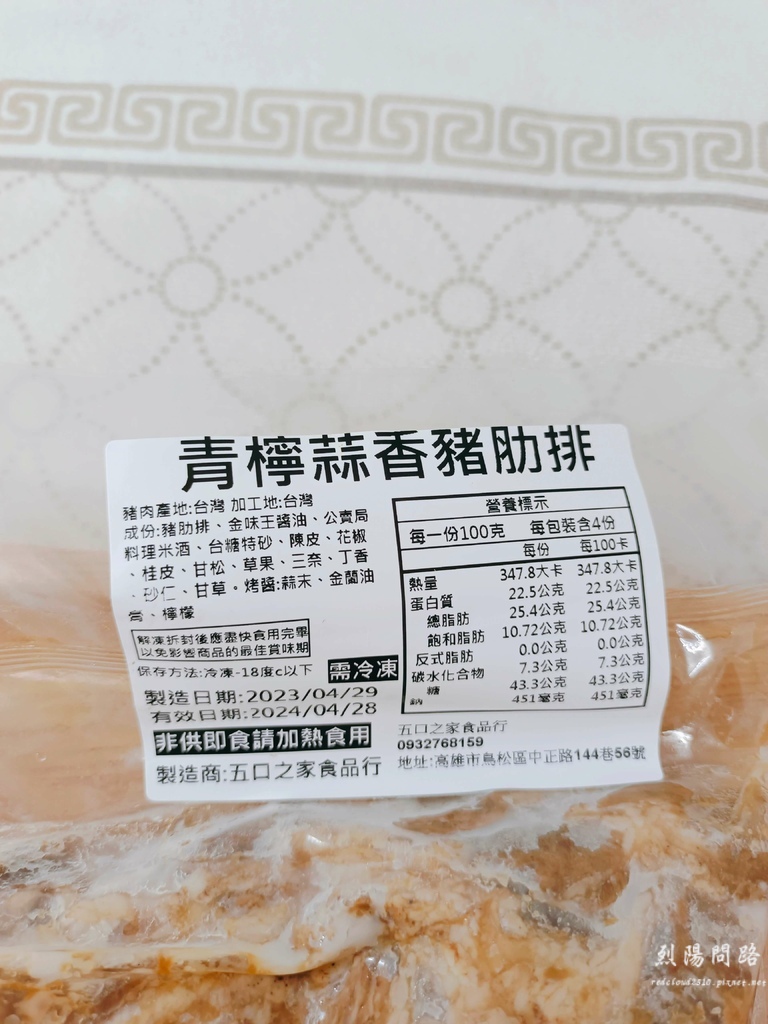 青檸蒜香豬肋排
豬肉產地:台灣 加工地:台灣
成份:豬肋排、金味王醬油、公賣局
料理米酒、台糖特砂、陳皮、花椒
、桂皮、甘松、草果、三奈、丁香
、砂仁、甘草。烤醬:蒜末、金蘭油
膏、檸檬
解凍拆封後應盡快食用完畢
以免影響商品的最佳賞味期
保存方法:冷凍-18度c以下 需冷凍
製造日期:2023/04/29
有效日期:2024/04/28
非供即食請加熱食用
製造商:五口之家食品行
營養標示
每一份100克 每包裝含4份
每份 每100卡
熱量 347.8大卡 347.8大卡
蛋白質 22.5公克 22.5公克
總脂肪 25.4公克 25.4公克
飽和脂肪 10.72公克 10.72公克
反式脂肪 0.0公克 0.0公克
碳水化合物 7.3公克 7.3公克
糖 43.3公克 43.3公克
鈉 451毫克 451毫克
五口之家食品行
0932768159
地址:高雄市鳥松區中正路144巷56號
烈陽問路
redcloud2510.pixnet.net